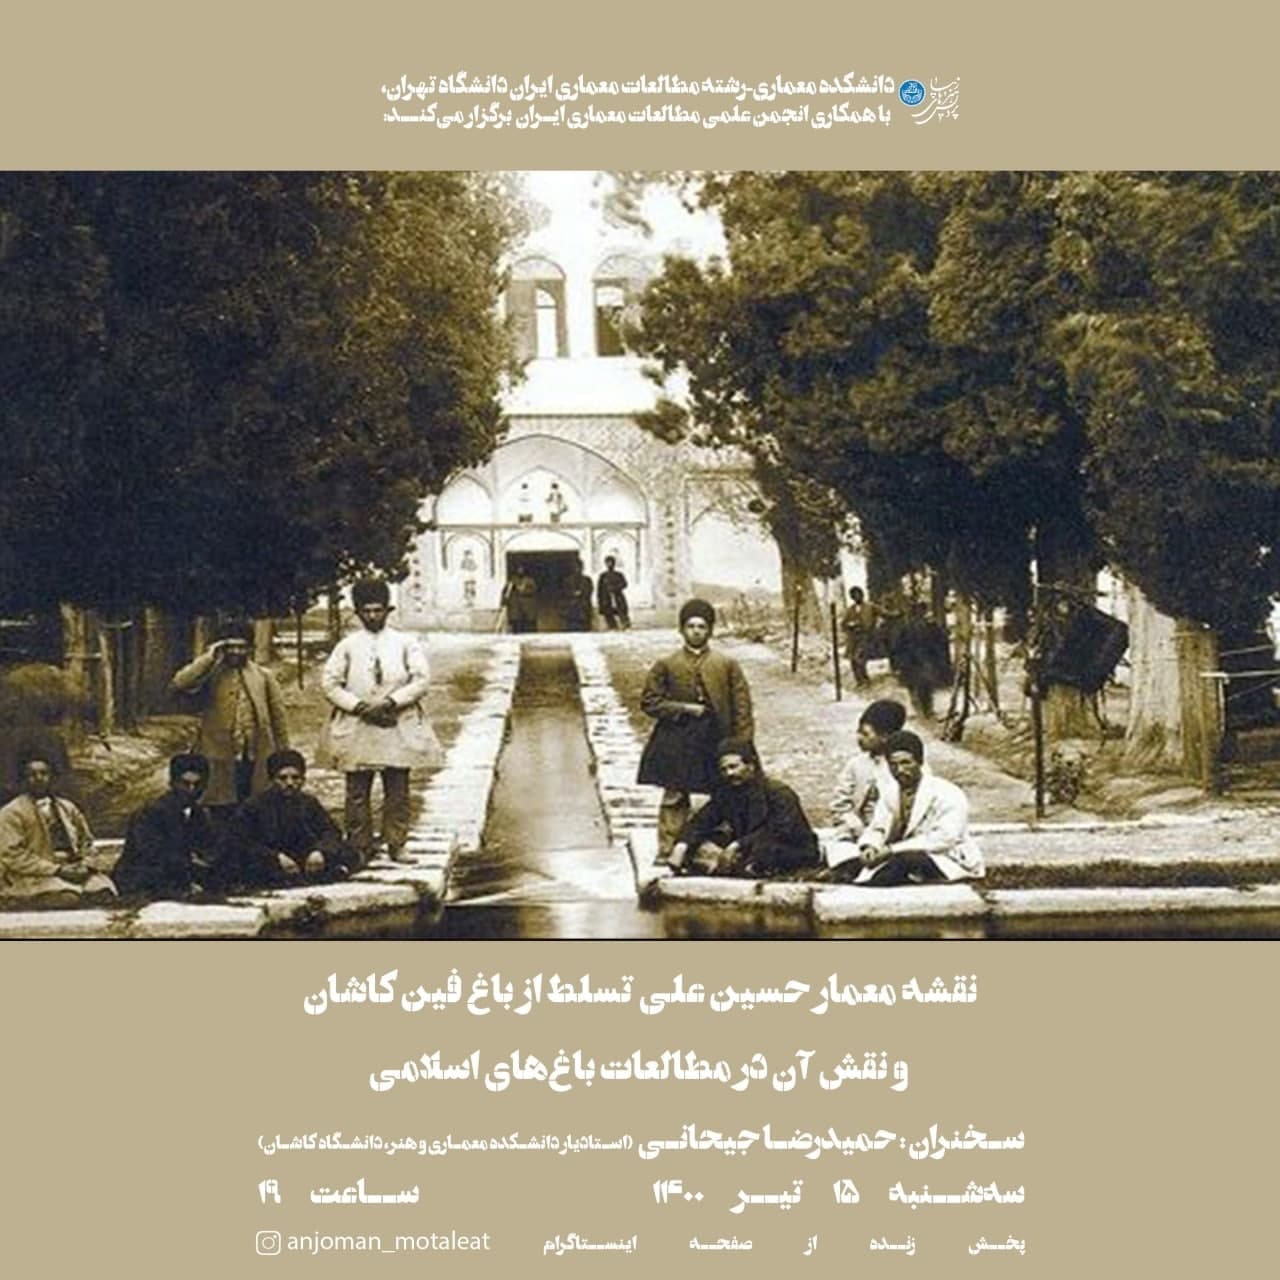 دانشکده معماری-رشته مطالعات معماری ایران دانشگاه تهران،
با همکاری انجمن علمی مطالعات معماری ایران برگزار می‌کند:
نقشه معمار حسین علی تسلط از باغ فین کاشان
و نقش آن در مطالعات باغ‌های اسلامی
سخنران: حمیدرضا جیحانی (استادیار دانشکده معماری و هنر، دانشگاه کاشان)
سه‌شنبه ۱۵ تیر ۱۴۰۰ ساعت ۱۹
پخش زنده از صفحه اینستاگرام anjoman_motaleat